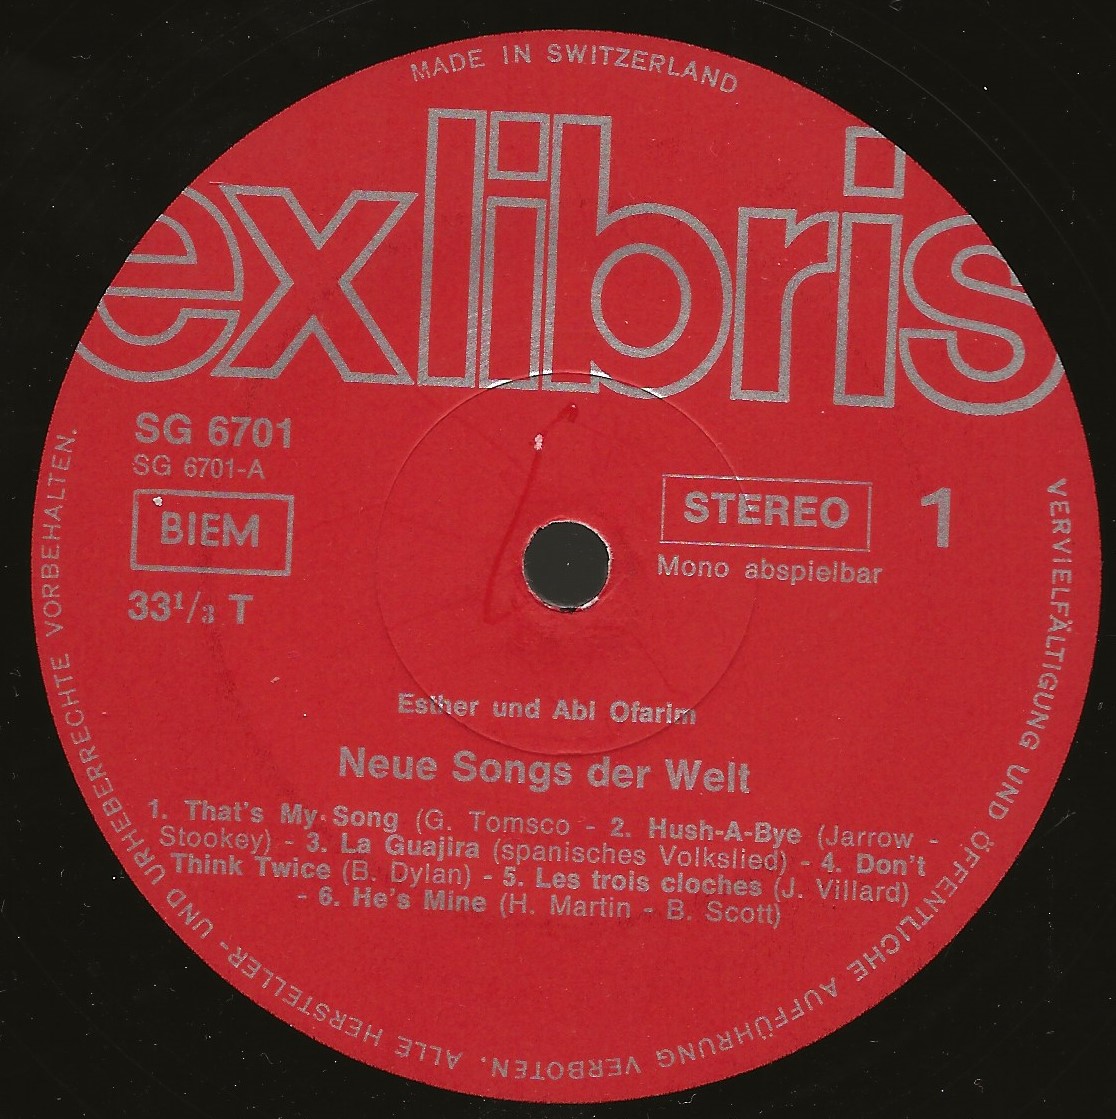 MADE IN SWITZERLAND
exlibris
SG 6701
SG 6701-A
BIEM
33¹/₃ T
STEREO
1
Mono abspielbar
Esther und Abi Ofarim
Neue Songs der Welt
1. That's My Song (G. Tomsco - 2. Hush-A-Bye (Jarrow -
Stookey) - 3. La Guajira (spanisches Volkslied) - 4. Don't
Think Twice (B. Dylan) - 5. Les trois cloches (J. Villard)
- 6. He's Mine (H. Martin - B. Scott)
VERVIELFÄLTIGUNG UND ÖFFENTLICHE AUFFÜHRUNG VERBOTEN. ALLE HERSTELLER- UND URHEBERRECHTE VORBEHALTEN.